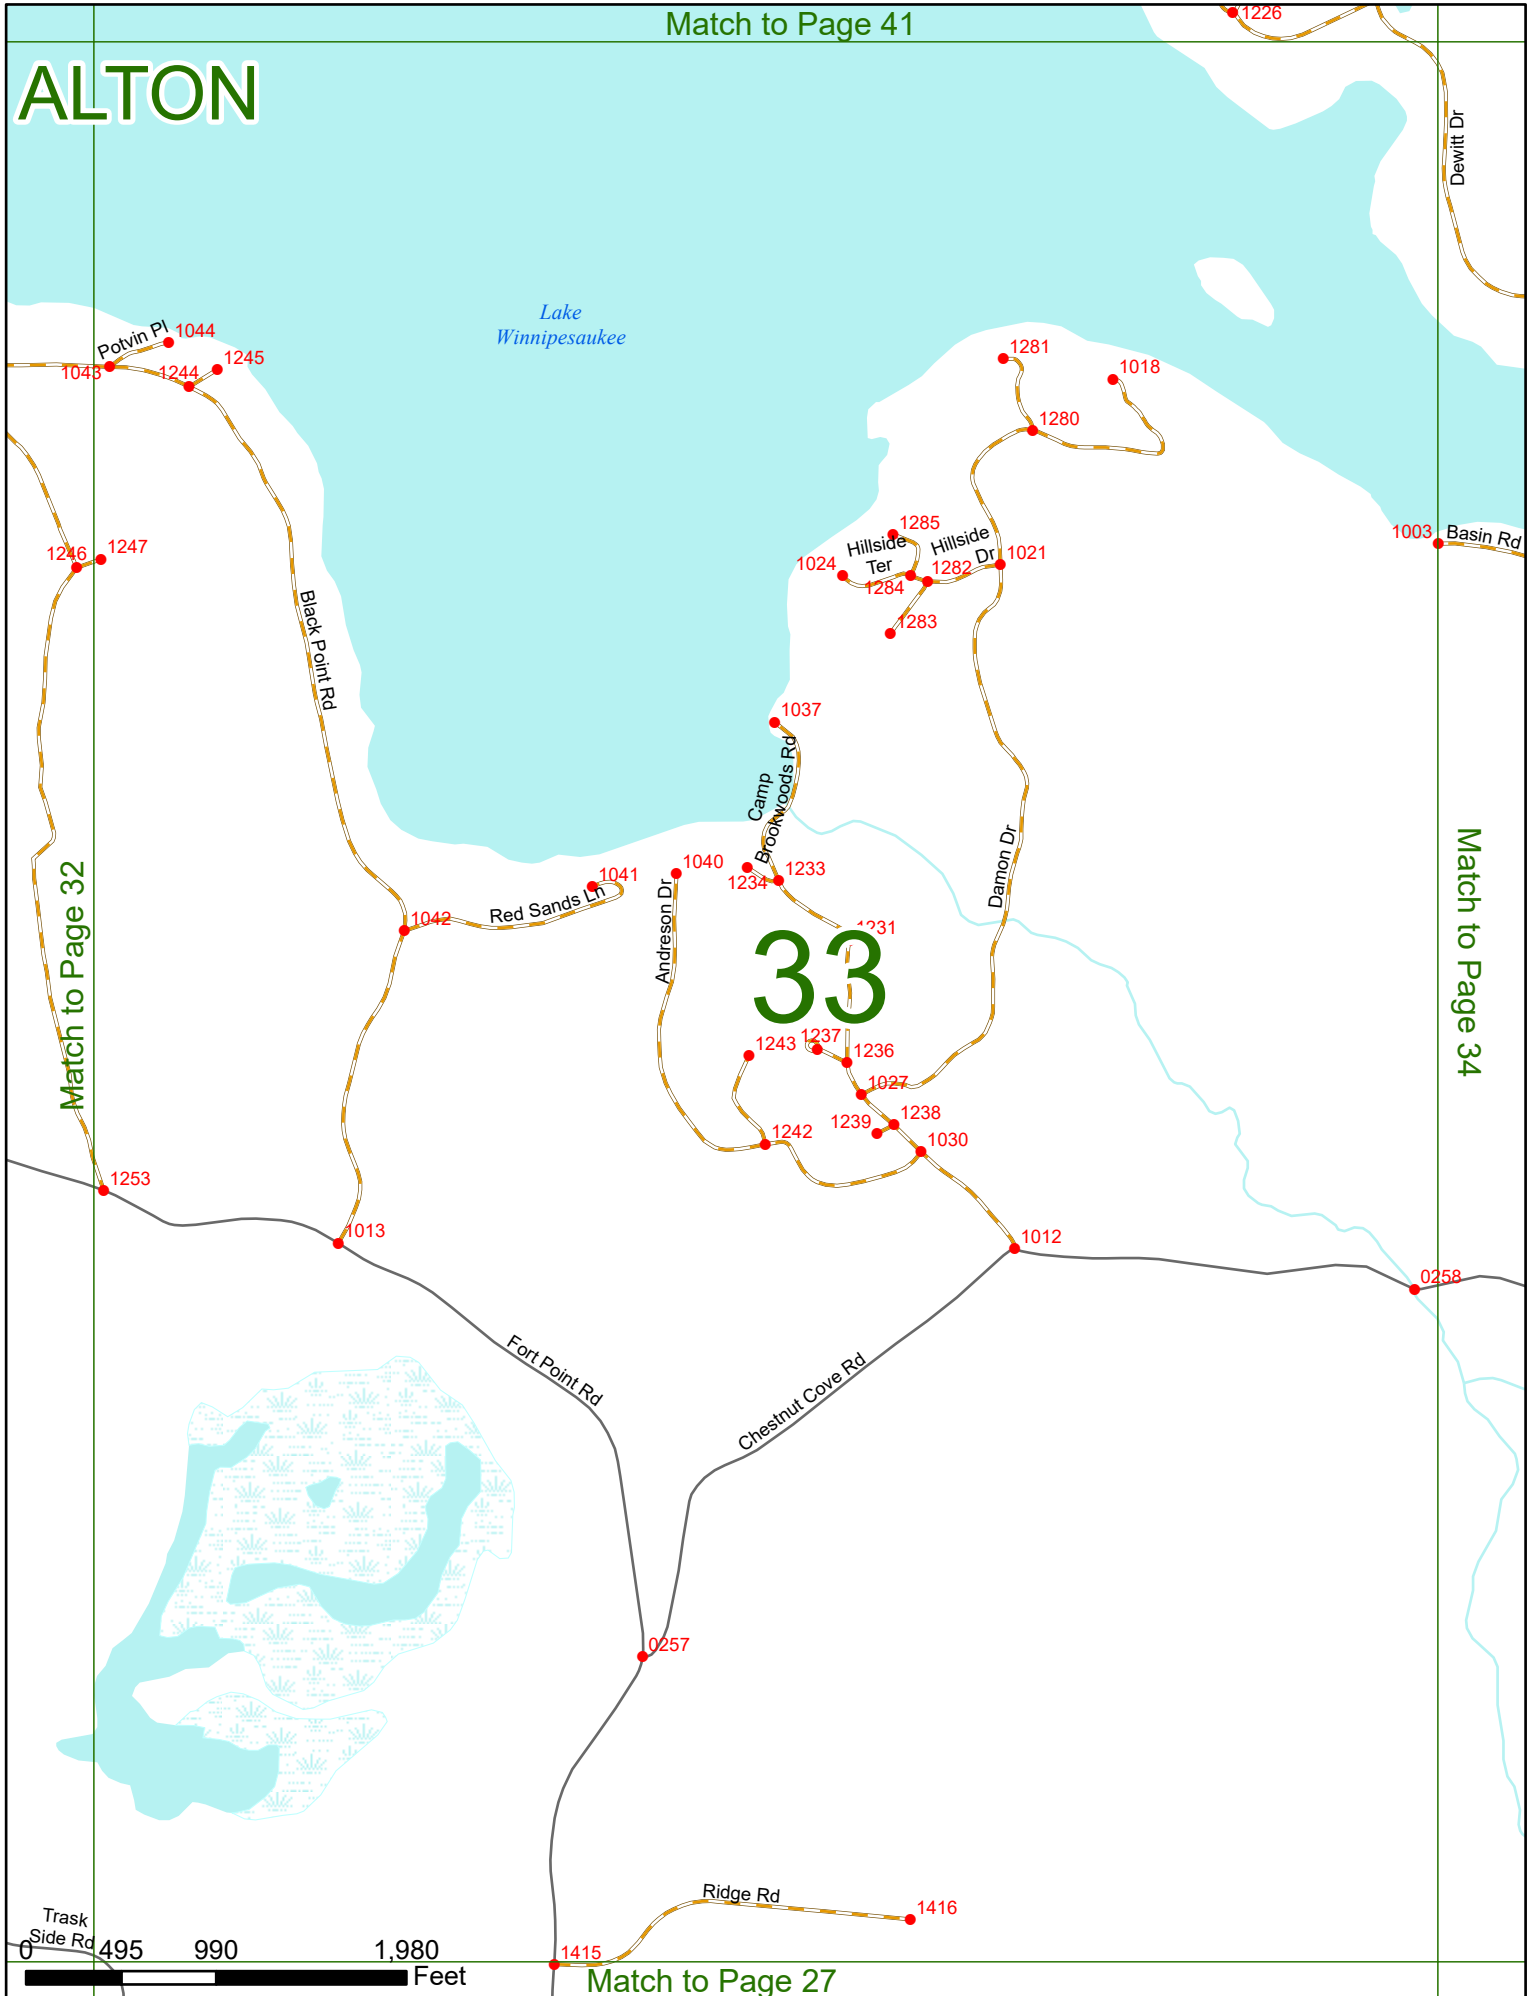 Match to Page 41
1226
ALTON
Dewitt Dr
Lake
Winnipesaukee
Potvin Pl
1044
1043
1244
1245
1281
1018
1280
1246
1247
1285
Hillside
Ter
Hillside
Dr
1021
1003
Basin Rd
1024
1284
1282
1283
Black Point Rd
1037
Camp
Brookwoods Rd
1233
1234
1040
1041
Red Sands Ln
1042
Andreson Dr
Damon Dr
Match to Page 32
Match to Page 34
1231
33
1243
1237
1236
1027
1239
1238
1242
1030
1253
1013
1012
0258
Fort Point Rd
Chestnut Cove Rd
0257
Ridge Rd
1416
Trask
Side Rd
1415
0 495 990 1,980
Feet
Match to Page 27